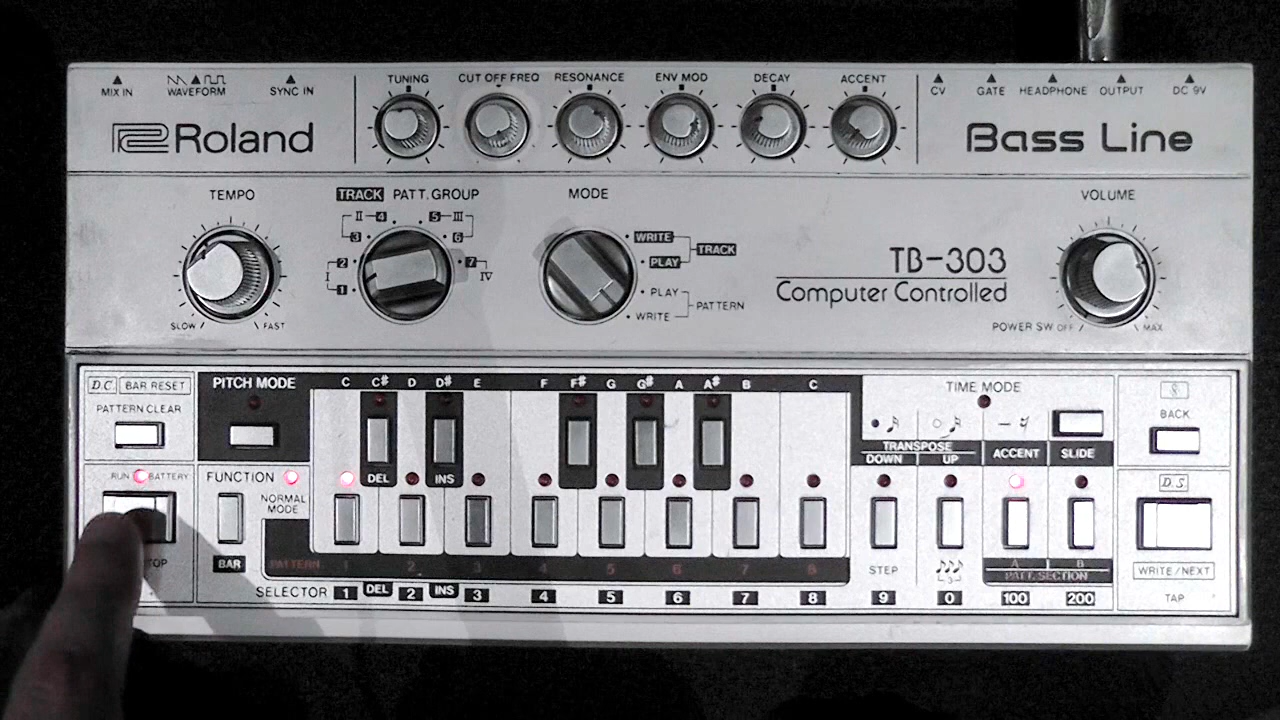 TUNING CUT OFF FREQ RESONANCE ENV MOD DECAY ACCENT
MIX IN WAVEFORM SYNC IN CV GATE HEADPHONE OUTPUT DC 9V
Roland Bass Line
TEMPO TRACK PATT. GROUP MODE VOLUME
II 4 5 III
3 6
I 2 7 IV
1
WRITE TRACK
PLAY
PLAY PATTERN
WRITE
TB-303
Computer Controlled
SLOW FAST
POWER SW OFF MAX
D.C BAR RESET
PATTERN CLEAR
PITCH MODE
C C# D D# E F F# G G# A A# B C
TIME MODE
TRANSPOSE
DOWN UP ACCENT SLIDE
BACK
RUN BATTERY
FUNCTION
DEL INS
NORMAL
MODE
D.S
BAR
PATTERN 1 2 3 4 5 6 7 8
STEP 3 A B
PATT. SECTION
WRITE/NEXT
SELECTOR 1 DEL 2 INS 3 4 5 6 7 8 9 0 100 200
TAP